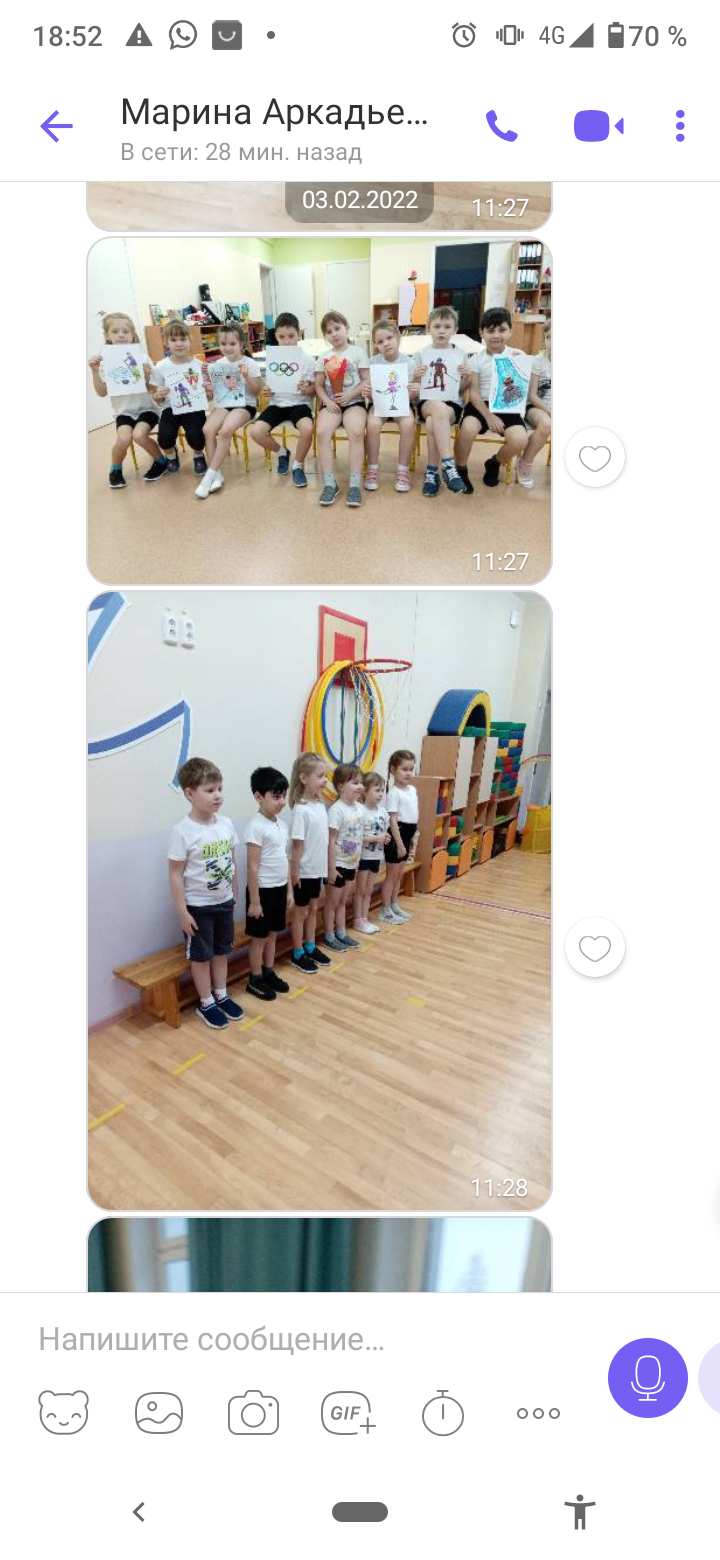 18:52
4G 70 %
Марина Аркадье...
В сети: 28 мин. назад
03.02.2022
11:27
11:27
11:28
Напишите сообщение...
GIF